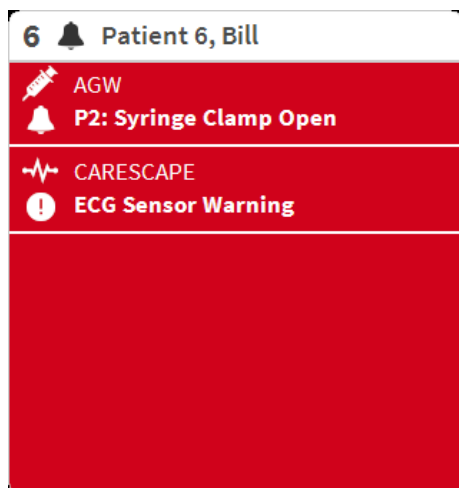 6 Patient 6, Bill
AGW
P2: Syringe Clamp Open
CARESCAPE
ECG Sensor Warning